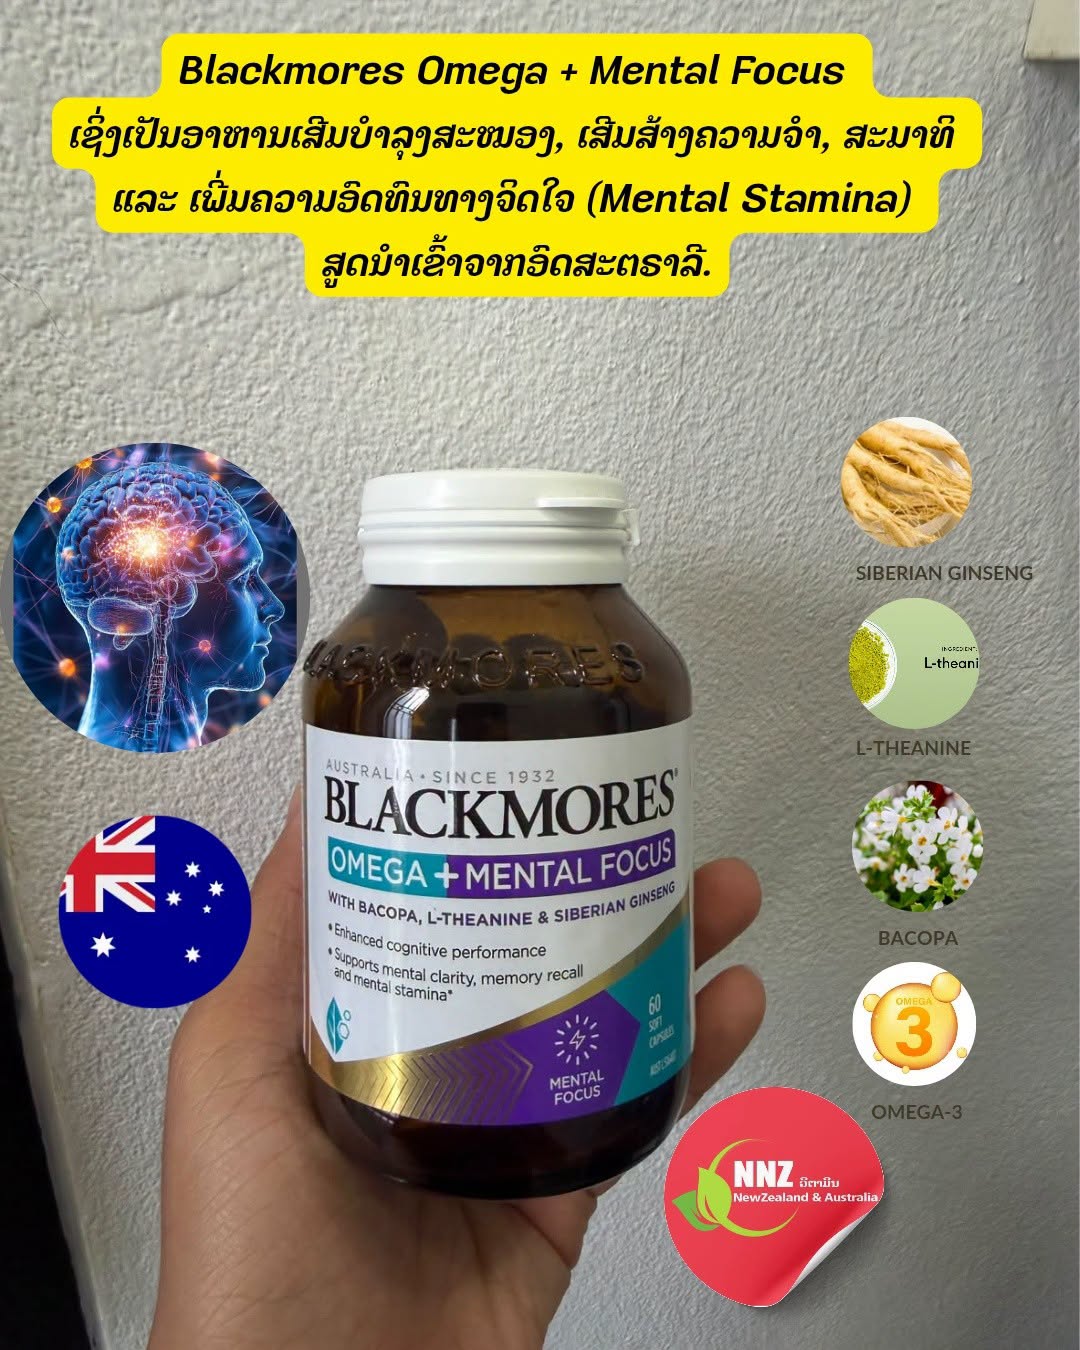 Blackmores Omega + Mental Focus
ເຊິ່ງເປັນອາຫານເສີມບຳລຸງສະໝອງ, ເສີມສ້າງຄວາມຈຳ, ສະມາທິ
ແລະ ເພີ່ມຄວາມອົດທົນທາງຈິດໃຈ (Mental Stamina)
ສູດນຳເຂົ້າຈາກອົດສະຕຣາລີ.
SIBERIAN GINSENG
INGREDIENT:
L-theani
L-THEANINE
BACOPA
OMEGA
3
OMEGA-3
AUSTRALIA • SINCE 1932
BLACKMORES®
OMEGA + MENTAL FOCUS
WITH BACOPA, L-THEANINE & SIBERIAN GINSENG
• Enhanced cognitive performance
• Supports mental clarity, memory recall
and mental stamina*
60
SOFT
CAPSULES
MENTAL
FOCUS
NNZ ວິຕາມິນ
NewZealand & Australia